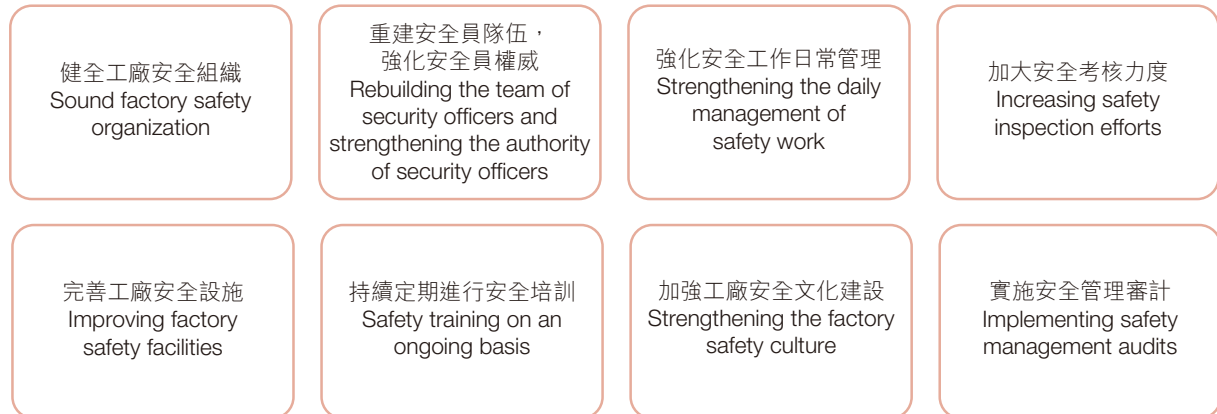 健全工廠安全組織
Sound factory safety
organization
重建安全員隊伍，
強化安全員權威
Rebuilding the team of
security officers and
strengthening the authority
of security officers
強化安全工作日常管理
Strengthening the daily
management of
safety work
加大安全考核力度
Increasing safety
inspection efforts
完善工廠安全設施
Improving factory
safety facilities
持續定期進行安全培訓
Safety training on an
ongoing basis
加強工廠安全文化建設
Strengthening the factory
safety culture
實施安全管理審計
Implementing safety
management audits